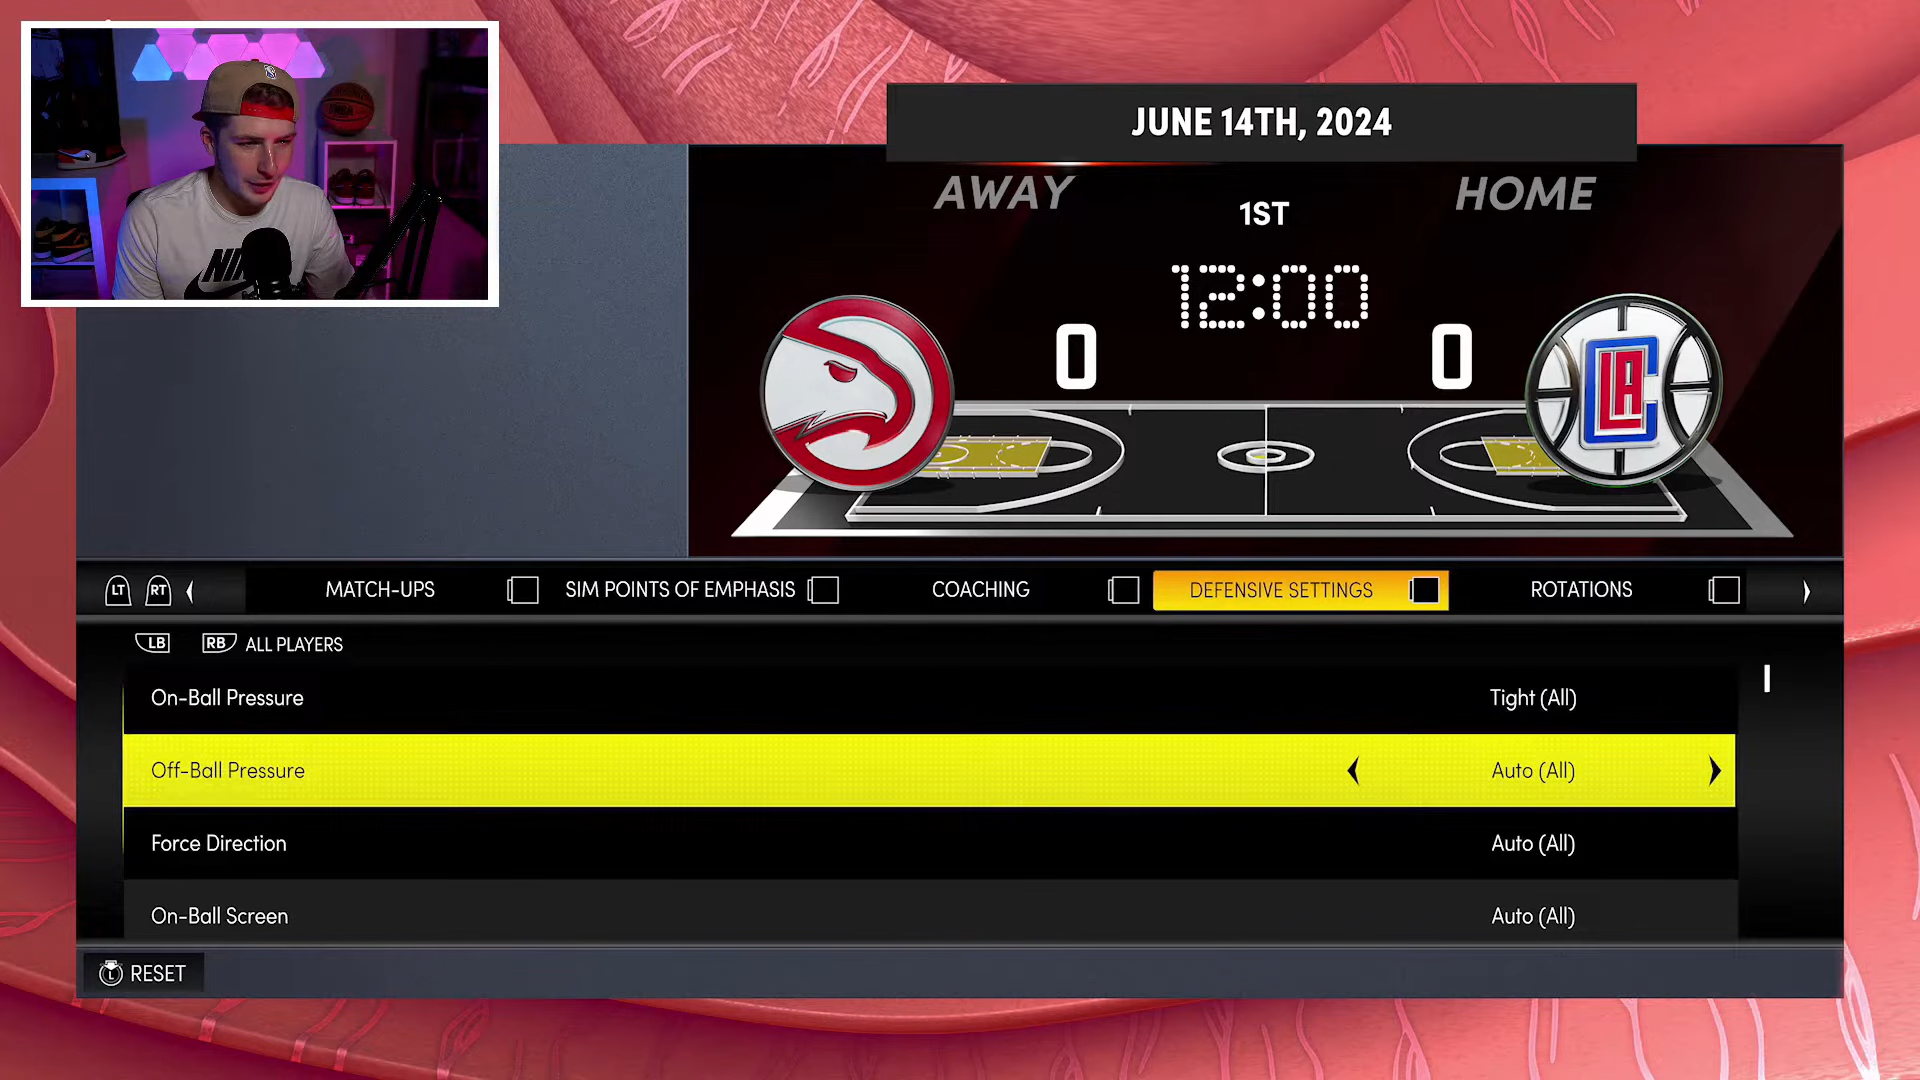 JUNE 14TH, 2024
AWAY
1ST
HOME
12:00
0
0
LAC
NIKE
LT RT MATCH-UPS SIM POINTS OF EMPHASIS COACHING DEFENSIVE SETTINGS ROTATIONS
LB RB ALL PLAYERS
On-Ball Pressure Tight (All)
Off-Ball Pressure Auto (All)
Force Direction Auto (All)
On-Ball Screen Auto (All)
L RESET